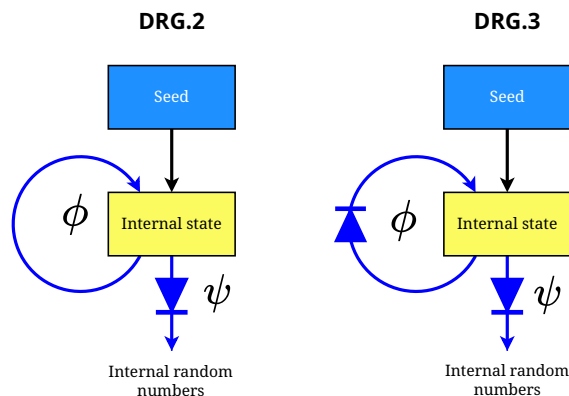 DRG.2
Seed
ϕ
Internal state
ψ
Internal random
numbers
DRG.3
Seed
ϕ
Internal state
ψ
Internal random
numbers